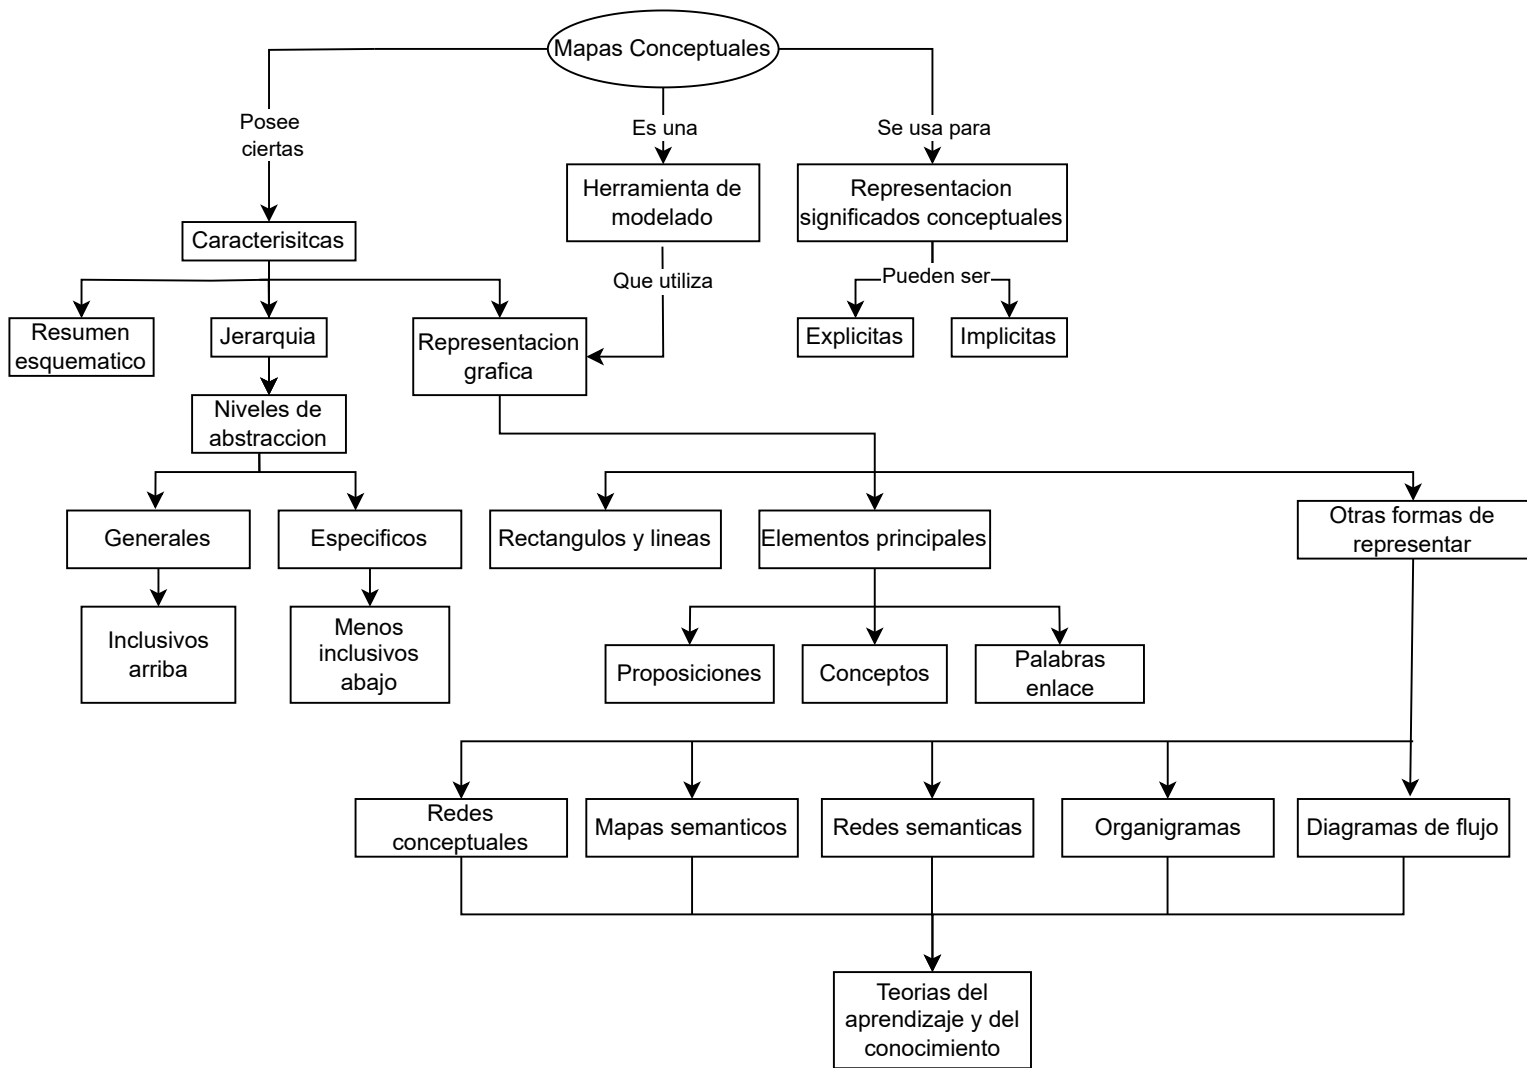 Mapas Conceptuales
Posee
ciertas
Es una
Se usa para
Herramienta de
modelado
Representacion
significados conceptuales
Caracterisitcas
Que utiliza
Pueden ser
Resumen
esquematico
Jerarquia
Representacion
grafica
Explicitas
Implicitas
Niveles de
abstraccion
Generales
Especificos
Rectangulos y lineas
Elementos principales
Otras formas de
representar
Inclusivos
arriba
Menos
inclusivos
abajo
Proposiciones
Conceptos
Palabras
enlace
Redes
conceptuales
Mapas semanticos
Redes semanticas
Organigramas
Diagramas de flujo
Teorias del
aprendizaje y del
conocimiento